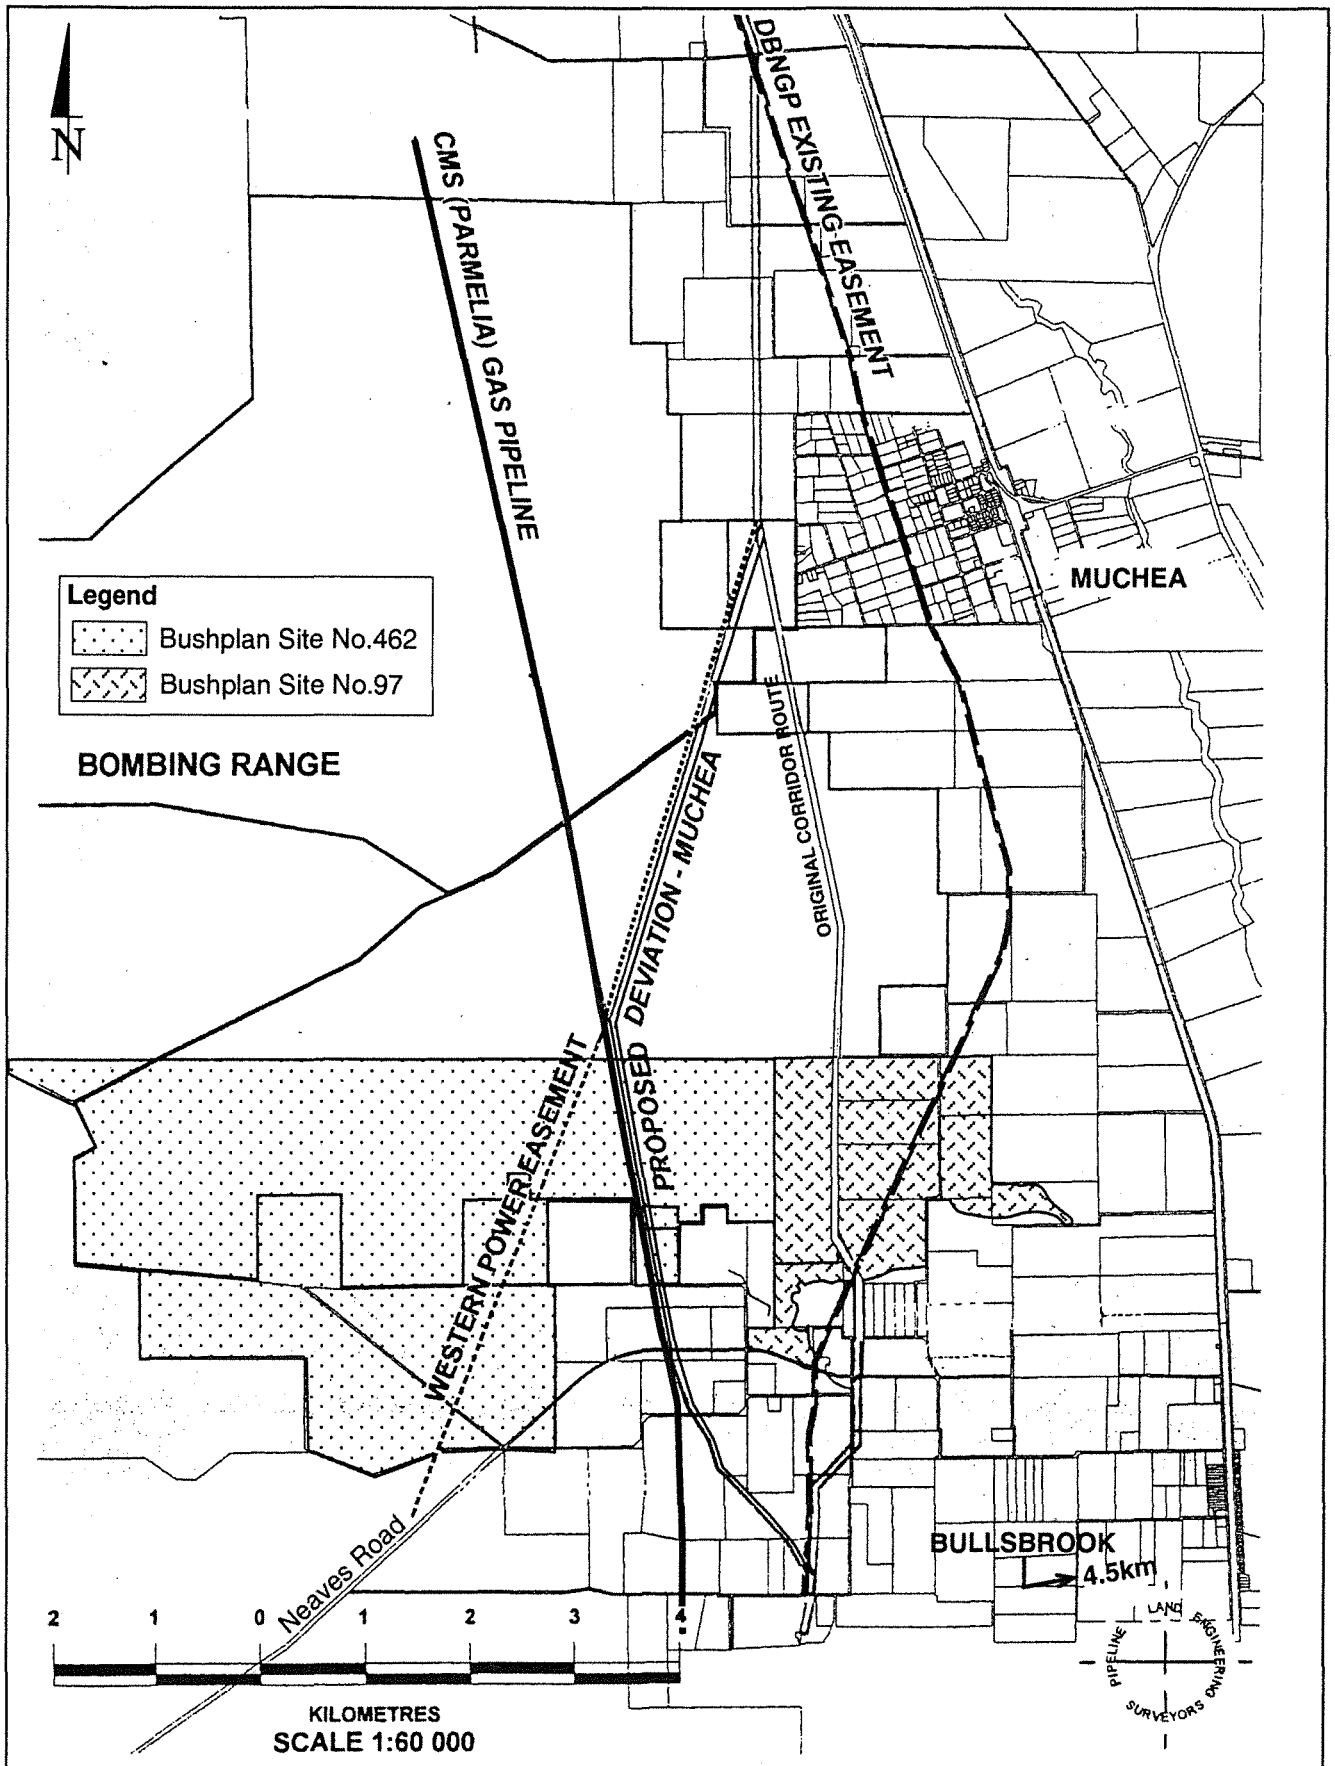 N
CMS (PARMELIA) GAS PIPELINE
DBNGP EXISTING EASEMENT
MUCHEA
Legend
Bushplan Site No.462
Bushplan Site No.97
BOMBING RANGE
ORIGINAL CORRIDOR ROUTE
PROPOSED DEVIATION - MUCHEA
WESTERN POWER EASEMENT
Neaves Road
BULLSBROOK
4.5km
2 1 0 1 2 3 4
KILOMETRES
SCALE 1:60 000
PIPELINE LAND ENGINEERING SURVEYORS